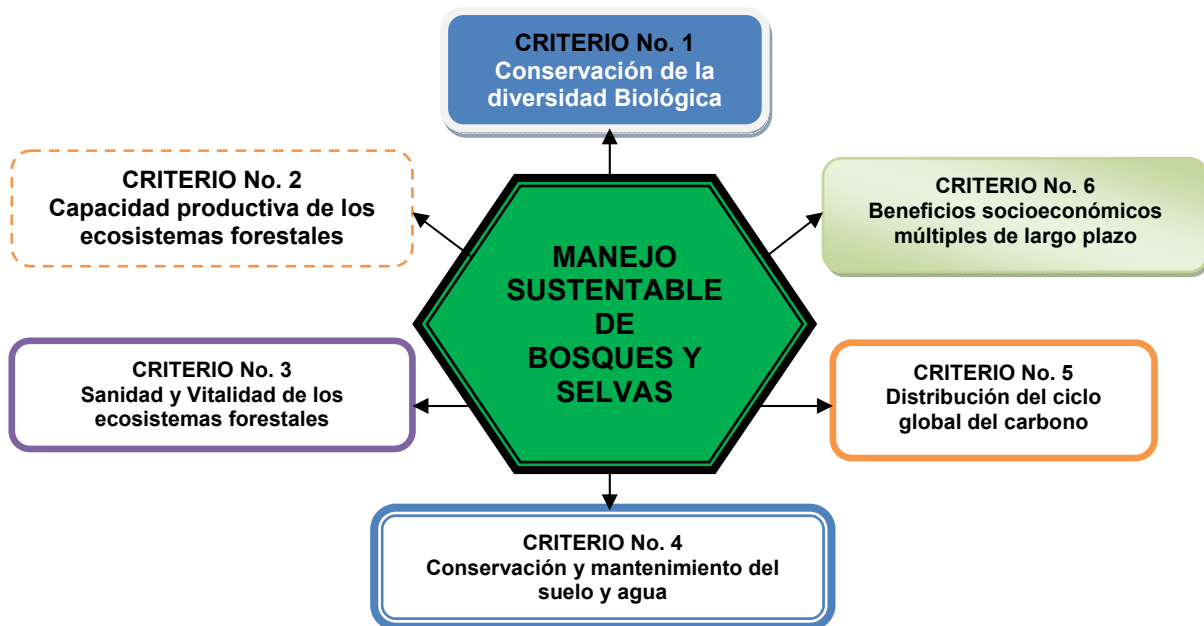 CRITERIO No. 1
Conservación de la
diversidad Biológica
CRITERIO No. 2
Capacidad productiva de los
ecosistemas forestales
CRITERIO No. 6
Beneficios socioeconómicos
múltiples de largo plazo
MANEJO
SUSTENTABLE
DE
BOSQUES Y
SELVAS
CRITERIO No. 3
Sanidad y Vitalidad de los
ecosistemas forestales
CRITERIO No. 5
Distribución del ciclo
global del carbono
CRITERIO No. 4
Conservación y mantenimiento del
suelo y agua